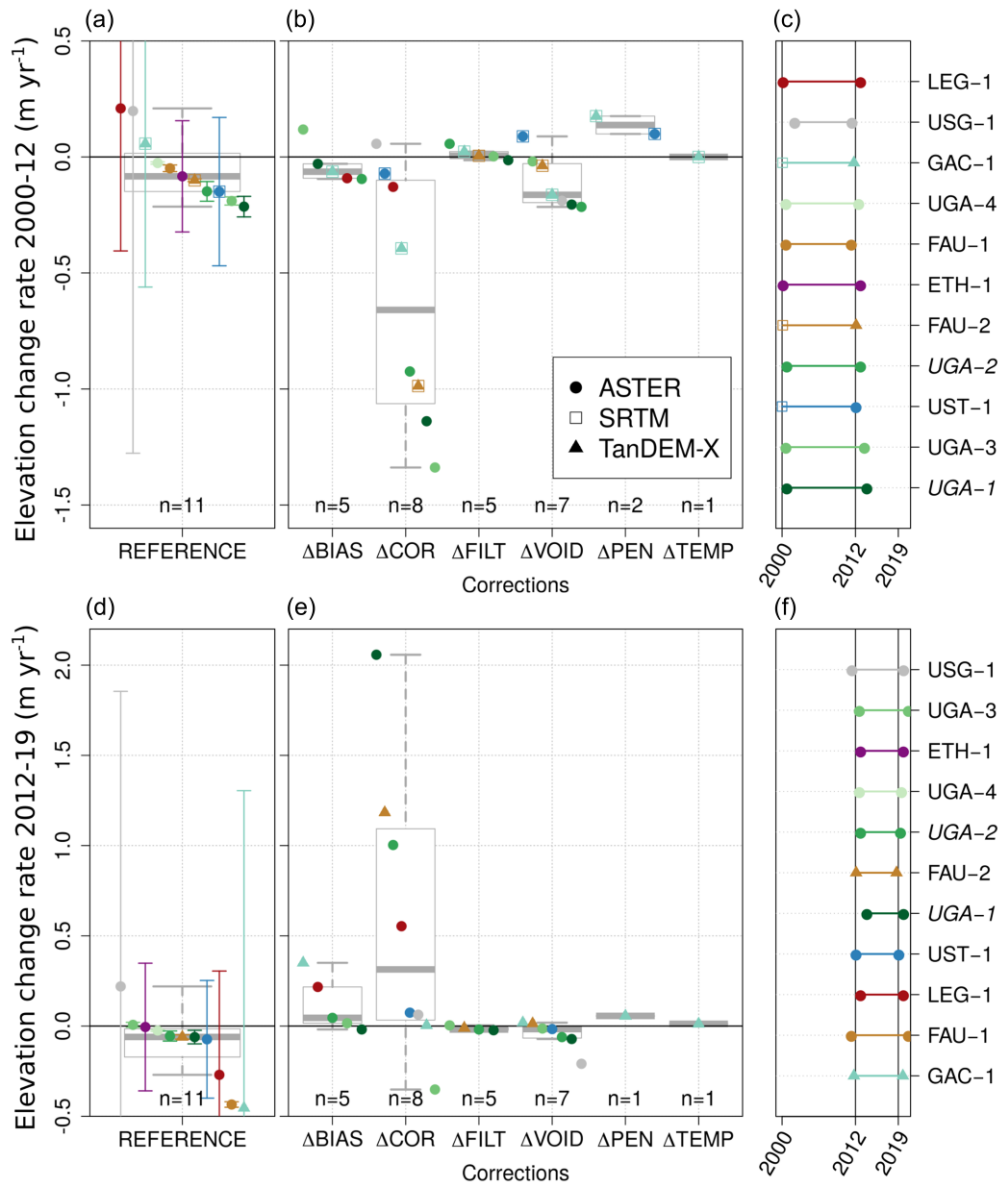 (a)
(b)
(c)
Elevation change rate 2000-12 (m yr⁻¹)
0.5
0.0
-0.5
-1.0
-1.5
n=11
REFERENCE
ASTER
SRTM
TanDEM-X
n=5 n=8 n=5 n=7 n=2 n=1
ΔBIAS ΔCOR ΔFILT ΔVOID ΔPEN ΔTEMP
Corrections
LEG-1
USG-1
GAC-1
UGA-4
FAU-1
ETH-1
FAU-2
UGA-2
UST-1
UGA-3
UGA-1
2000 2012 2019
(d)
(e)
(f)
Elevation change rate 2012-19 (m yr⁻¹)
2.0
1.5
1.0
0.5
0.0
-0.5
n=11
REFERENCE
n=5 n=8 n=5 n=7 n=1 n=1
ΔBIAS ΔCOR ΔFILT ΔVOID ΔPEN ΔTEMP
Corrections
USG-1
UGA-3
ETH-1
UGA-4
UGA-2
FAU-2
UGA-1
UST-1
LEG-1
FAU-1
GAC-1
2000 2012 2019